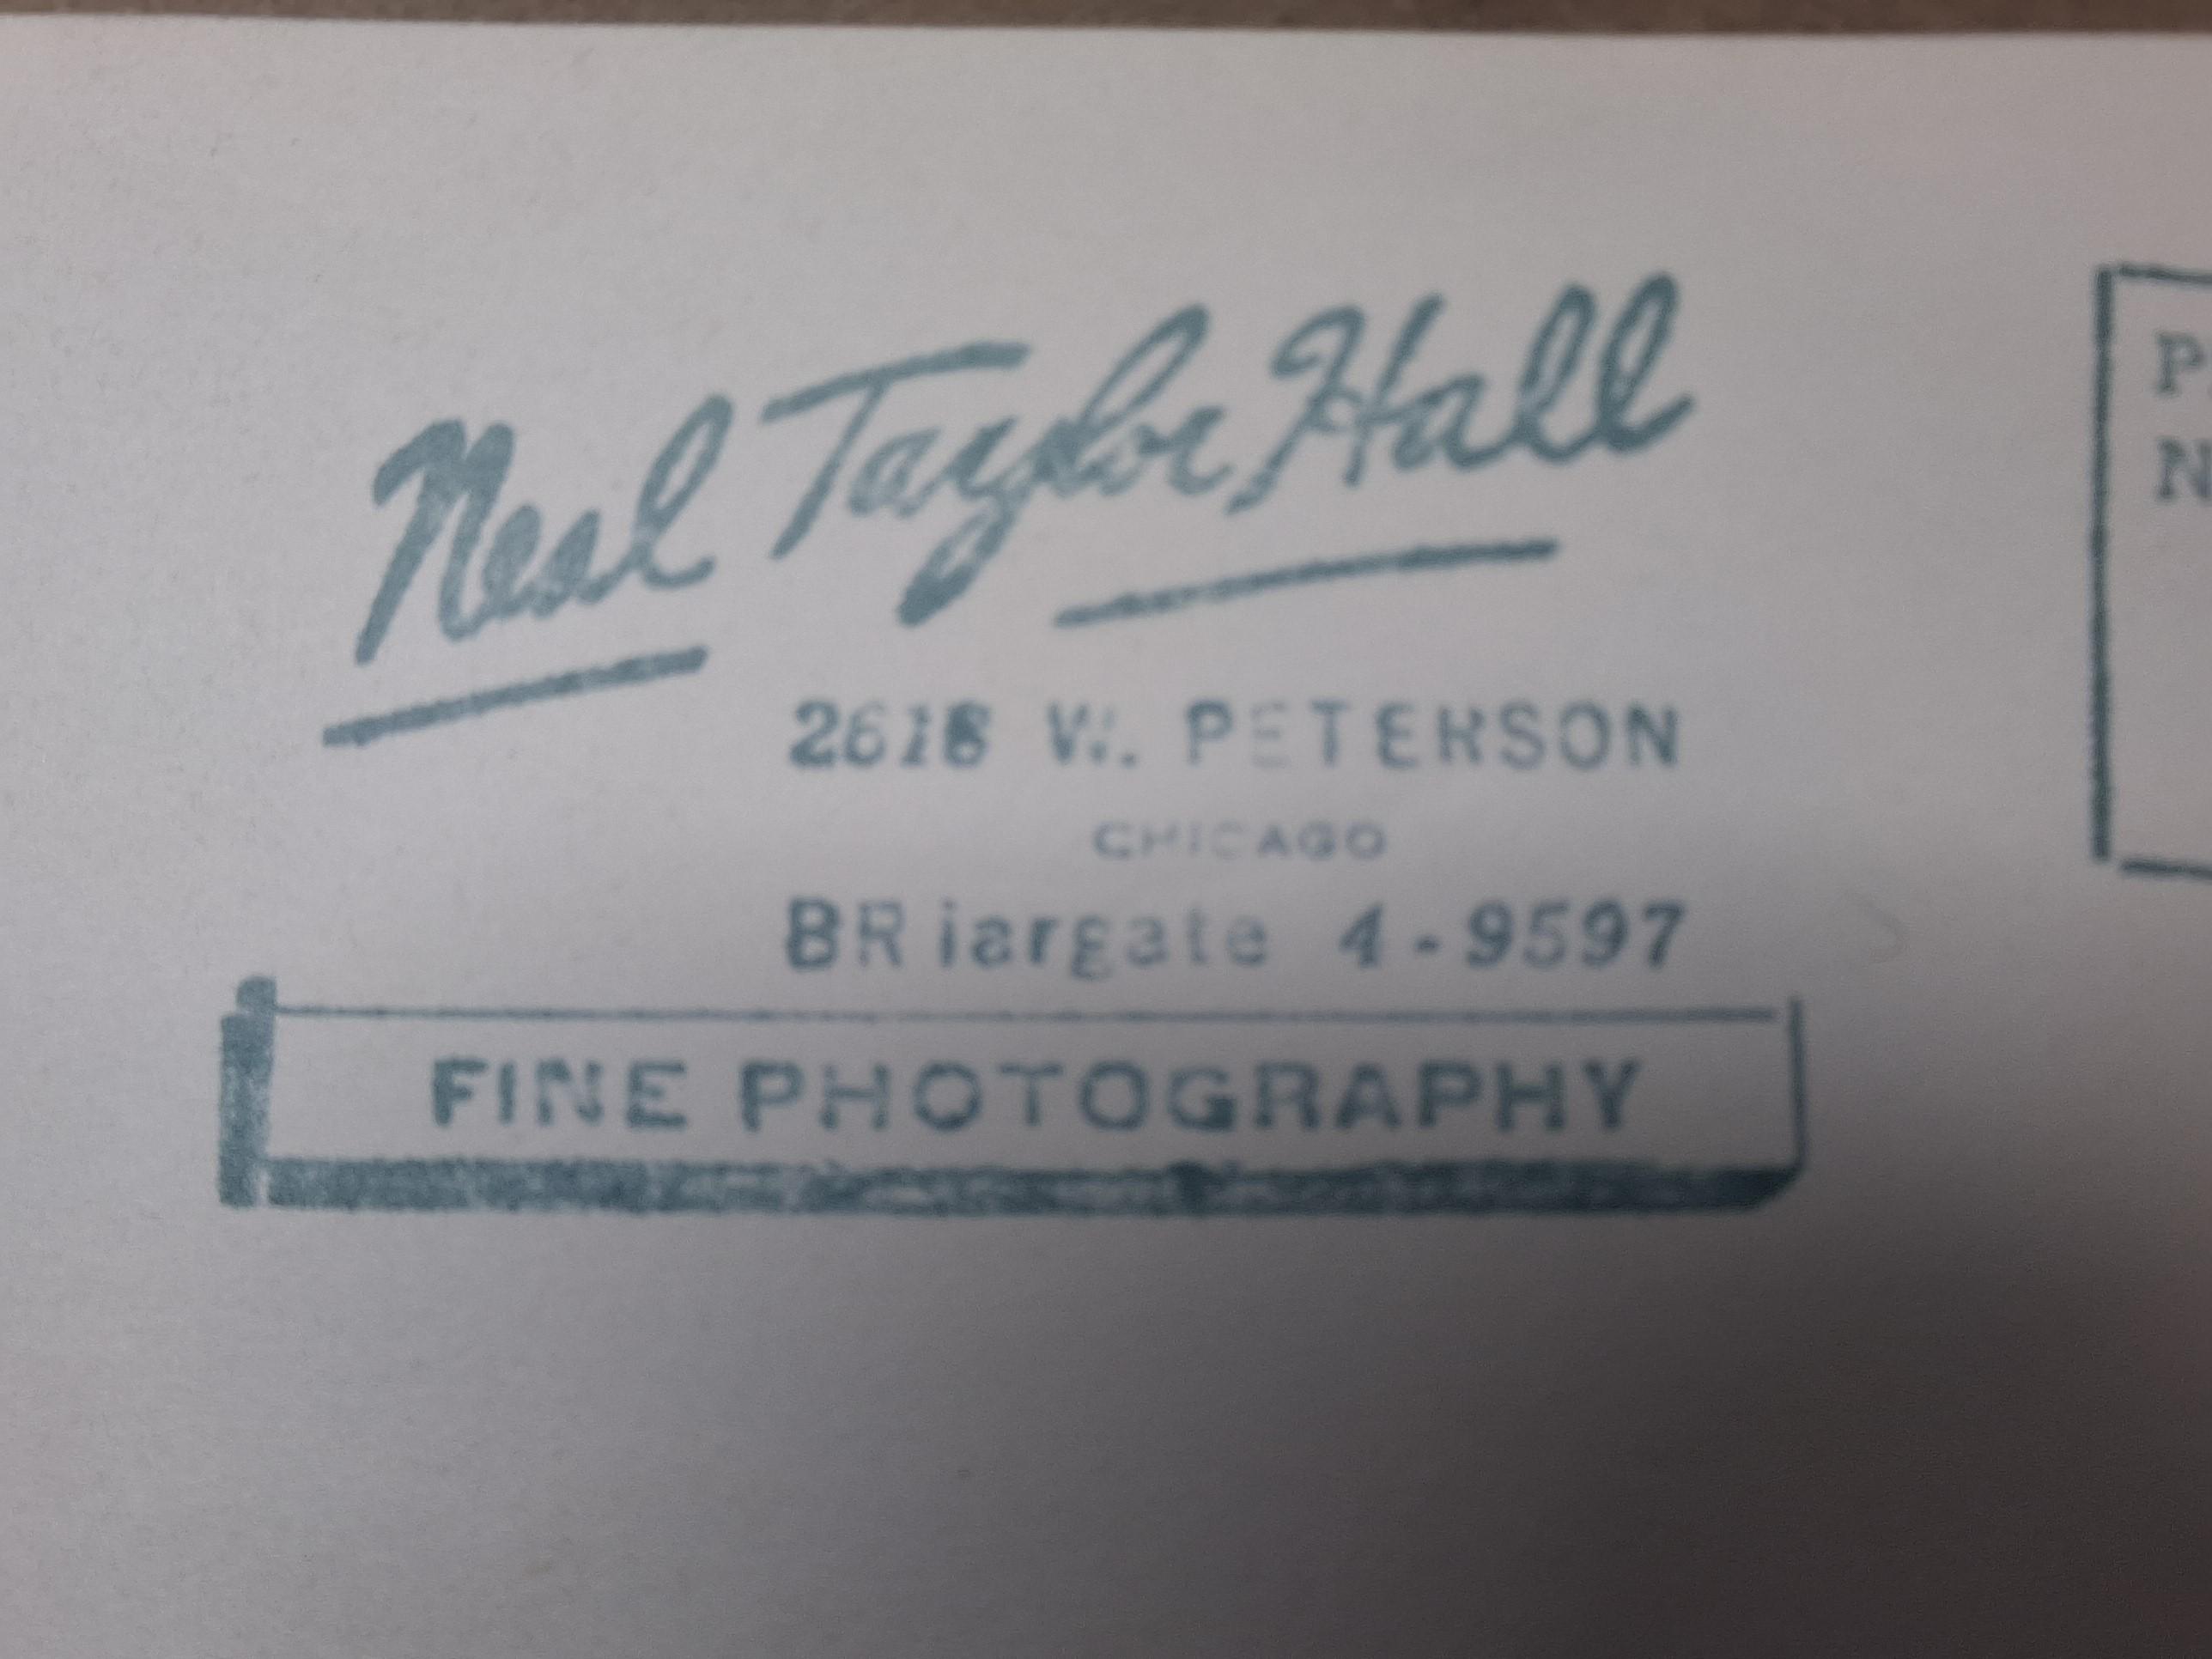 Neal Taylor Hall
2618 W. PETERSON
CHICAGO
BRiargate 4-9597
FINE PHOTOGRAPHY